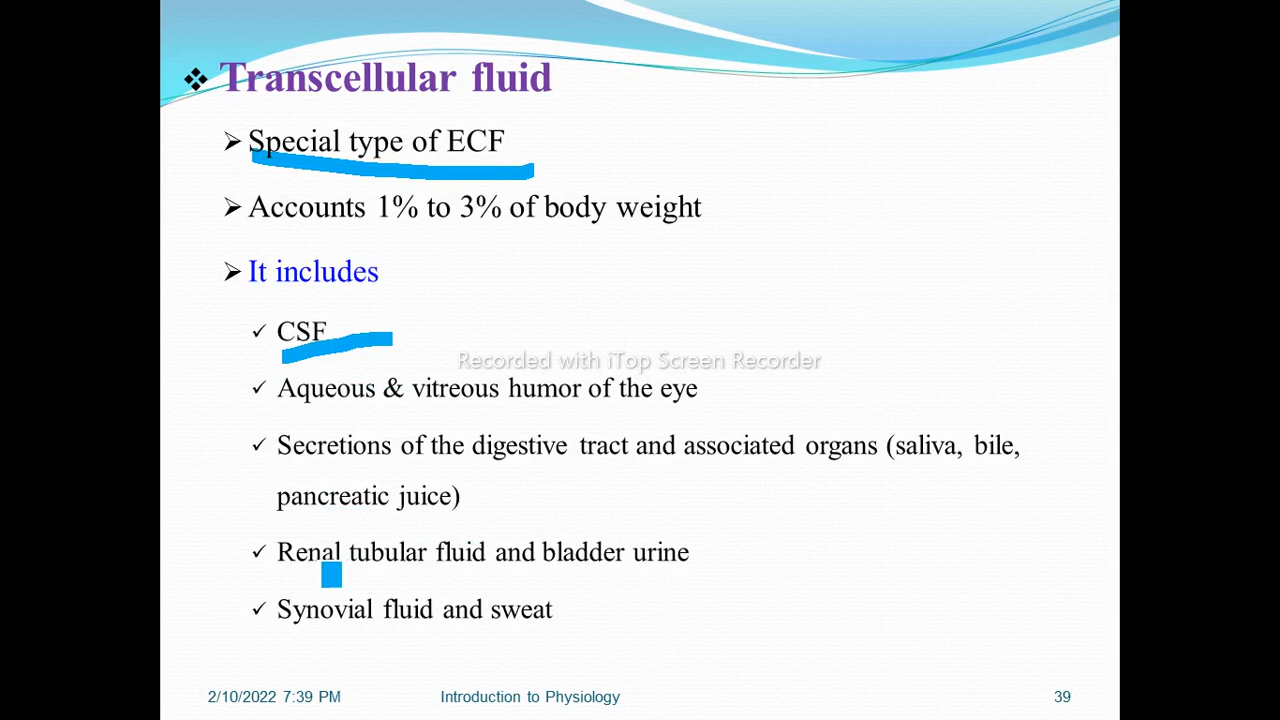 ❖ Transcellular fluid
➢ Special type of ECF
➢ Accounts 1% to 3% of body weight
➢ It includes
✓ CSF
Recorded with iTop Screen Recorder
✓ Aqueous & vitreous humor of the eye
✓ Secretions of the digestive tract and associated organs (saliva, bile,
pancreatic juice)
✓ Renal tubular fluid and bladder urine
✓ Synovial fluid and sweat
2/10/2022 7:39 PM Introduction to Physiology 39